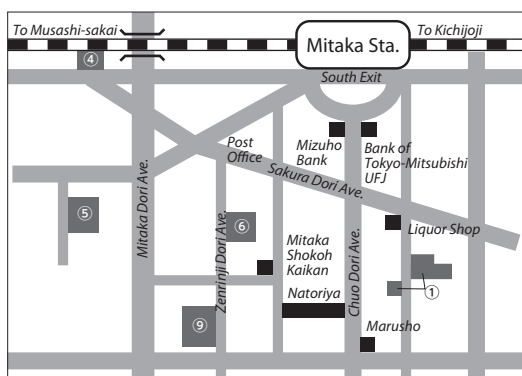 To Musashi-sakai
To Kichijoji
Mitaka Sta.
④
South Exit
Post
Office
Mizuho
Bank
Bank of
Tokyo-Mitsubishi
UFJ
Sakura Dori Ave.
Mitaka Dori Ave.
⑤
⑥
Zenrinji Dori Ave.
Chuo Dori Ave.
Liquor Shop
Mitaka
Shokoh
Kaikan
Natoriya
①
⑨
Marusho